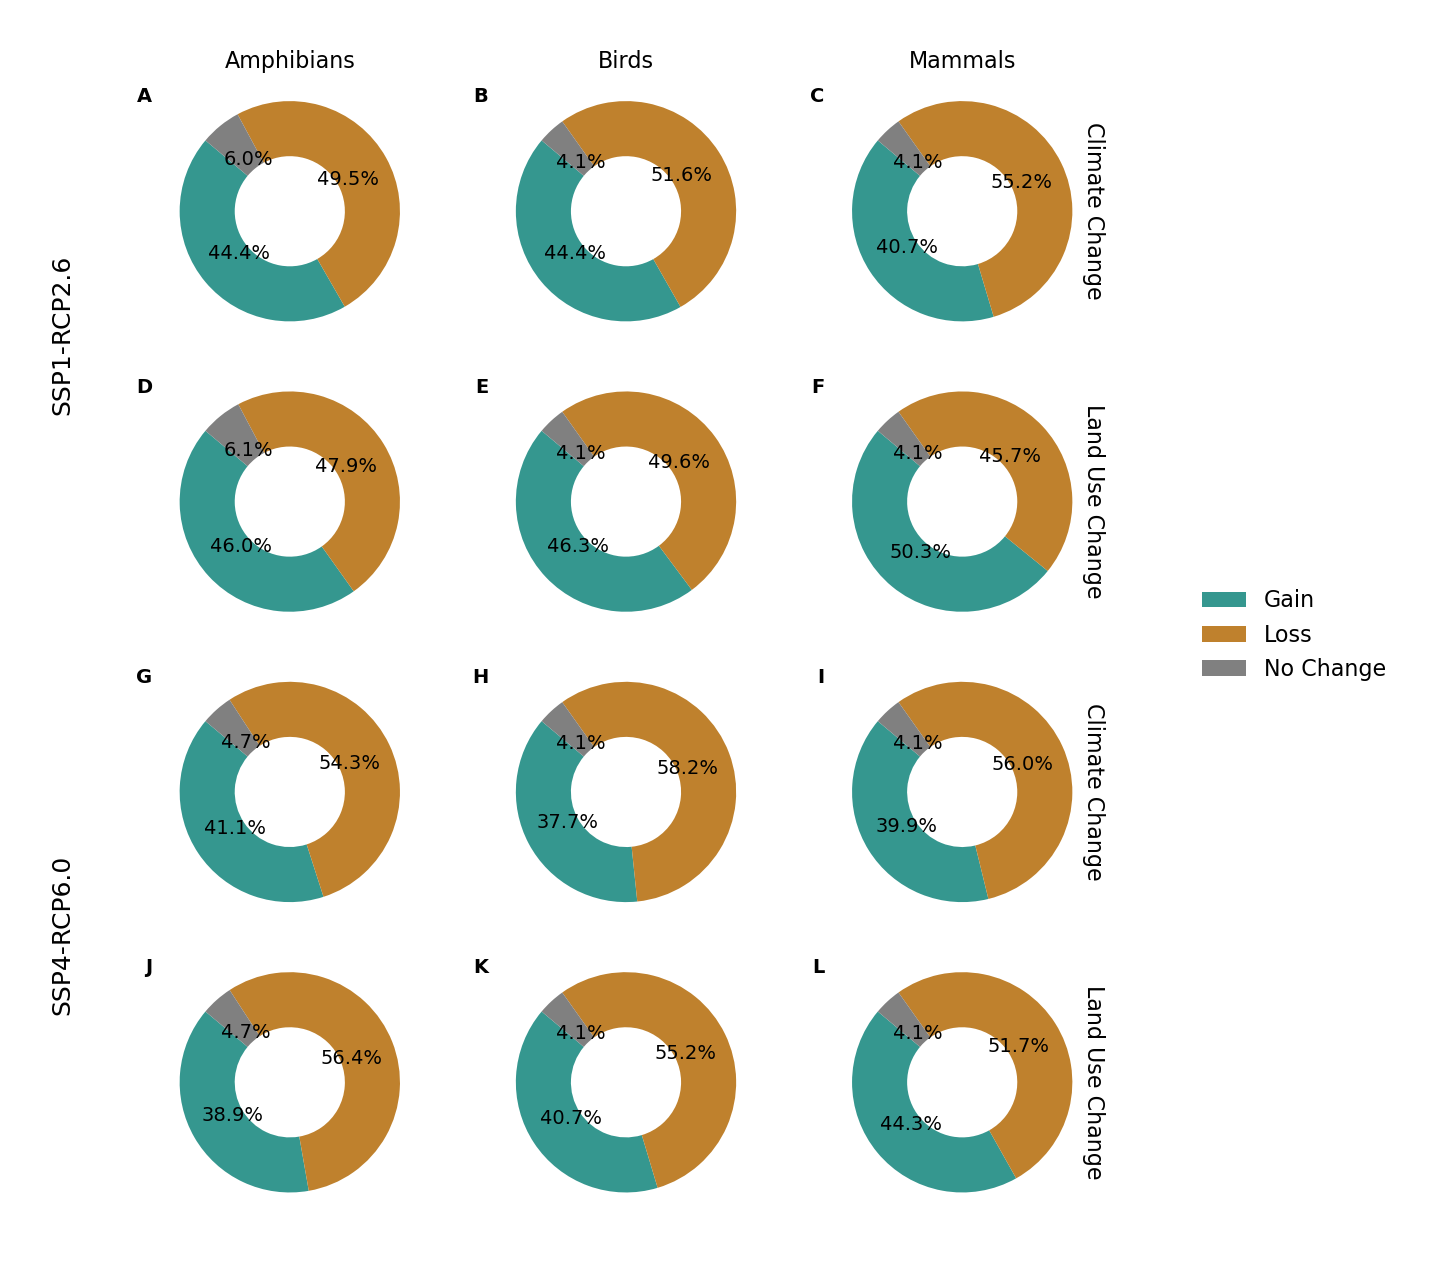 Amphibians
Birds
Mammals
SSP1-RCP2.6
A
6.0%
49.5%
44.4%
B
4.1%
51.6%
44.4%
C
4.1%
55.2%
40.7%
Climate Change
D
6.1%
47.9%
46.0%
E
4.1%
49.6%
46.3%
F
4.1%
45.7%
50.3%
Land Use Change
Gain
Loss
No Change
SSP4-RCP6.0
G
4.7%
54.3%
41.1%
H
4.1%
58.2%
37.7%
I
4.1%
56.0%
39.9%
Climate Change
J
4.7%
56.4%
38.9%
K
4.1%
55.2%
40.7%
L
4.1%
51.7%
44.3%
Land Use Change